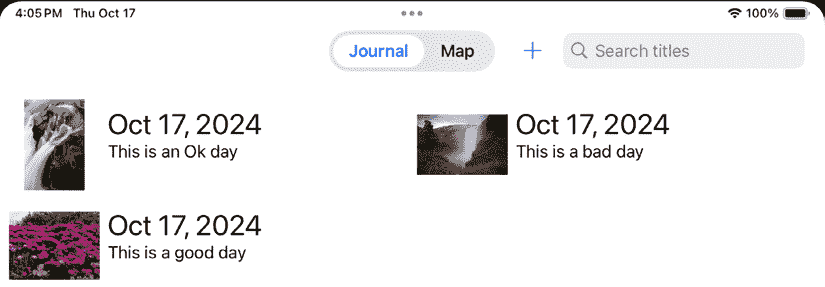 4:05 PM Thu Oct 17
100%
Journal
Map
Search titles
Oct 17, 2024
This is an Ok day
Oct 17, 2024
This is a bad day
Oct 17, 2024
This is a good day